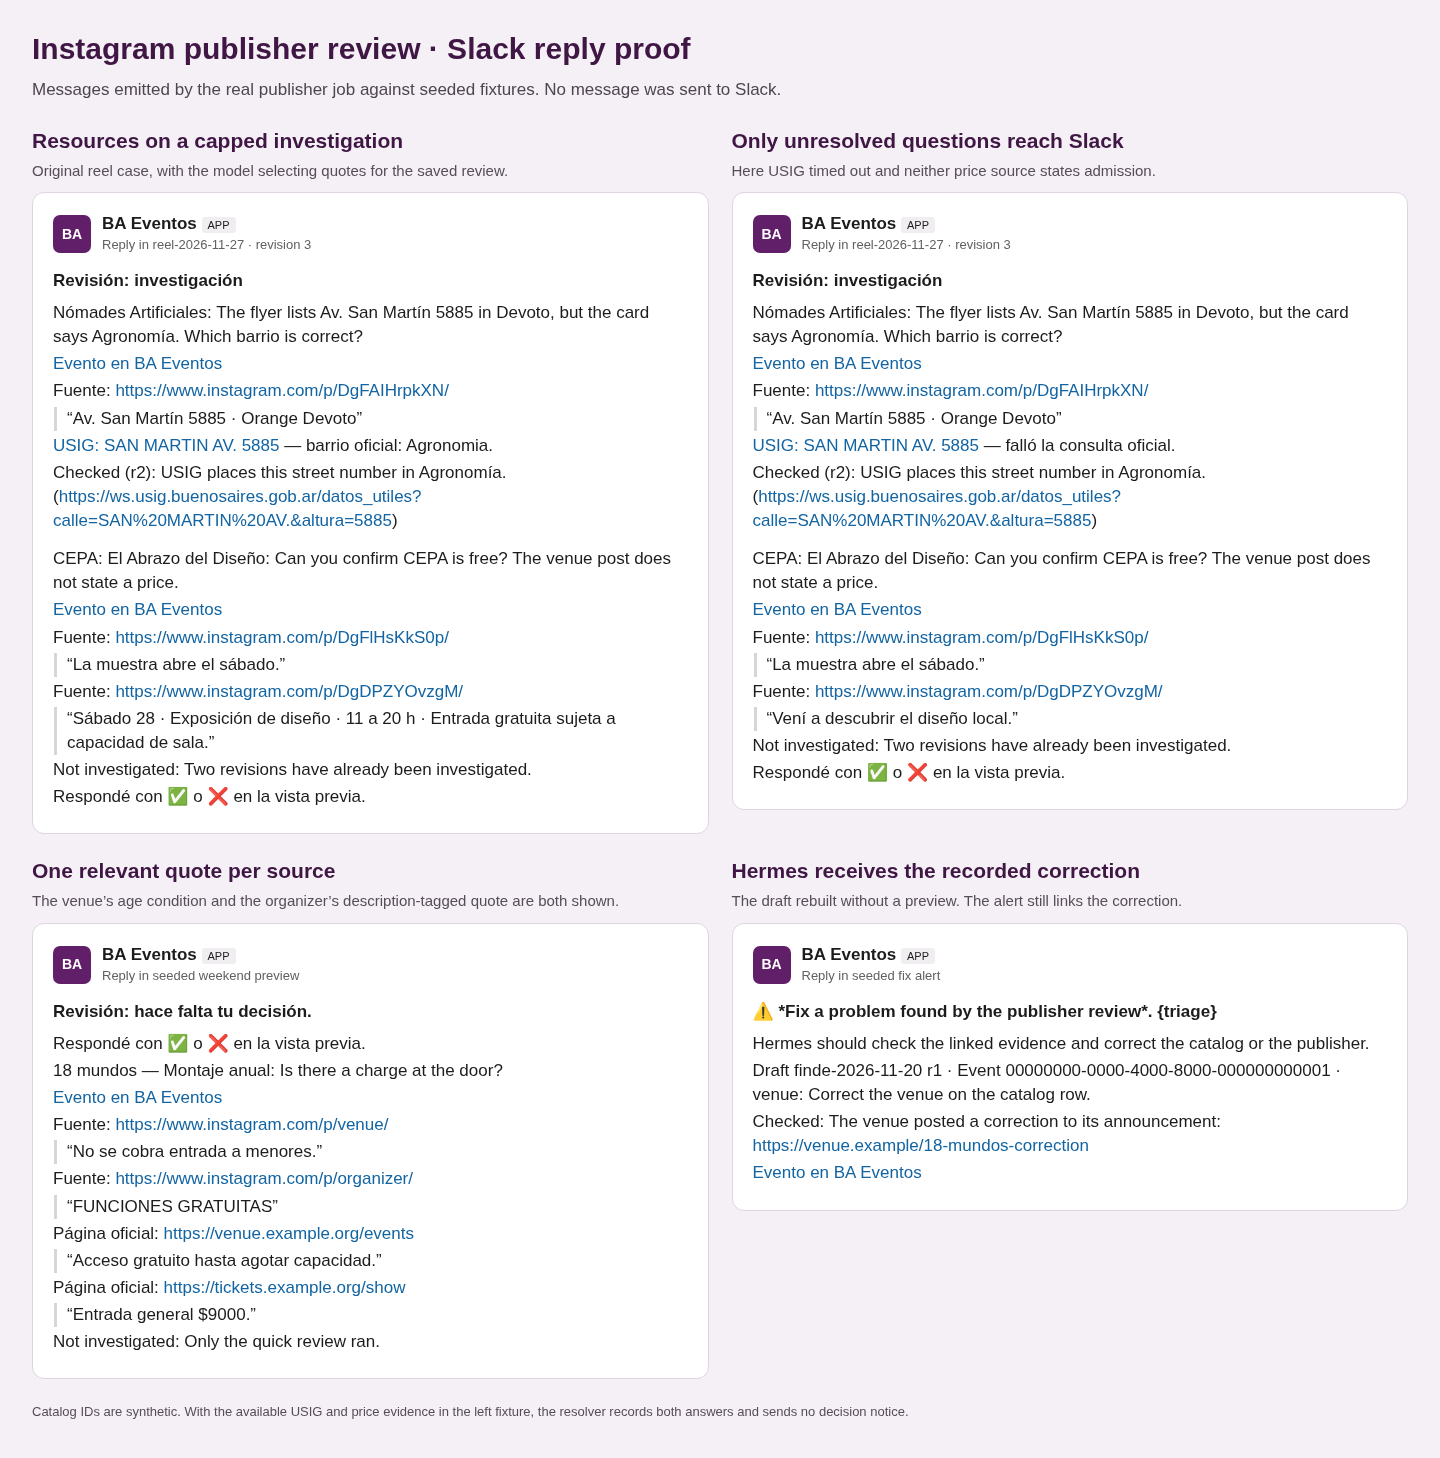 Instagram publisher review · Slack reply proof
Messages emitted by the real publisher job against seeded fixtures. No message was sent to Slack.
Resources on a capped investigation
Original reel case, with the model selecting quotes for the saved review.
BA
BA Eventos APP
Reply in reel-2026-11-27 · revision 3
Revisión: investigación
Nómades Artificiales: The flyer lists Av. San Martín 5885 in Devoto, but the card
says Agronomía. Which barrio is correct?
Evento en BA Eventos
Fuente: https://www.instagram.com/p/DgFAIHrpkXN/
“Av. San Martín 5885 · Orange Devoto”
USIG: SAN MARTIN AV. 5885 — barrio oficial: Agronomia.
Checked (r2): USIG places this street number in Agronomía.
(https://ws.usig.buenosaires.gob.ar/datos_utiles?
calle=SAN%20MARTIN%20AV.&altura=5885)
CEPA: El Abrazo del Diseño: Can you confirm CEPA is free? The venue post does
not state a price.
Evento en BA Eventos
Fuente: https://www.instagram.com/p/DgFlHsKkS0p/
“La muestra abre el sábado.”
Fuente: https://www.instagram.com/p/DgDPZYOvzgM/
“Sábado 28 · Exposición de diseño · 11 a 20 h · Entrada gratuita sujeta a
capacidad de sala.”
Not investigated: Two revisions have already been investigated.
Respondé con ✅ o ❌ en la vista previa.
Only unresolved questions reach Slack
Here USIG timed out and neither price source states admission.
BA
BA Eventos APP
Reply in reel-2026-11-27 · revision 3
Revisión: investigación
Nómades Artificiales: The flyer lists Av. San Martín 5885 in Devoto, but the card
says Agronomía. Which barrio is correct?
Evento en BA Eventos
Fuente: https://www.instagram.com/p/DgFAIHrpkXN/
“Av. San Martín 5885 · Orange Devoto”
USIG: SAN MARTIN AV. 5885 — falló la consulta oficial.
Checked (r2): USIG places this street number in Agronomía.
(https://ws.usig.buenosaires.gob.ar/datos_utiles?
calle=SAN%20MARTIN%20AV.&altura=5885)
CEPA: El Abrazo del Diseño: Can you confirm CEPA is free? The venue post does
not state a price.
Evento en BA Eventos
Fuente: https://www.instagram.com/p/DgFlHsKkS0p/
“La muestra abre el sábado.”
Fuente: https://www.instagram.com/p/DgDPZYOvzgM/
“Vení a descubrir el diseño local.”
Not investigated: Two revisions have already been investigated.
Respondé con ✅ o ❌ en la vista previa.
One relevant quote per source
The venue’s age condition and the organizer’s description-tagged quote are both shown.
BA
BA Eventos APP
Reply in seeded weekend preview
Revisión: hace falta tu decisión.
Respondé con ✅ o ❌ en la vista previa.
18 mundos — Montaje anual: Is there a charge at the door?
Evento en BA Eventos
Fuente: https://www.instagram.com/p/venue/
“No se cobra entrada a menores.”
Fuente: https://www.instagram.com/p/organizer/
“FUNCIONES GRATUITAS”
Página oficial: https://venue.example.org/events
“Acceso gratuito hasta agotar capacidad.”
Página oficial: https://tickets.example.org/show
“Entrada general $9000.”
Not investigated: Only the quick review ran.
Hermes receives the recorded correction
The draft rebuilt without a preview. The alert still links the correction.
BA
BA Eventos APP
Reply in seeded fix alert
⚠️ *Fix a problem found by the publisher review*. {triage}
Hermes should check the linked evidence and correct the catalog or the publisher.
Draft finde-2026-11-20 r1 · Event 00000000-0000-4000-8000-000000000001 ·
venue: Correct the venue on the catalog row.
Checked: The venue posted a correction to its announcement:
https://venue.example/18-mundos-correction
Evento en BA Eventos
Catalog IDs are synthetic. With the available USIG and price evidence in the left fixture, the resolver records both answers and sends no decision notice.